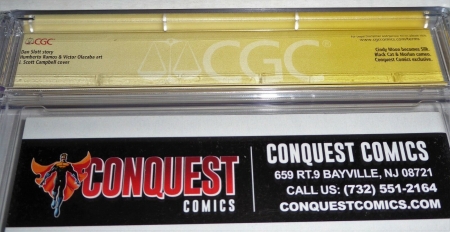 CGC
Dan Slott story
Humberto Ramos & Victor Olazaba art
J. Scott Campbell cover
CGC
www.cgccomics.com
Cindy Moon becomes Silk.
Black Cat & Morlun cameo.
Conquest Comics exclusive.
CONQUEST
COMICS
CONQUEST COMICS
659 RT.9 BAYVILLE, NJ 08721
CALL US: (732) 551-2164
CONQUESTCOMICS.COM